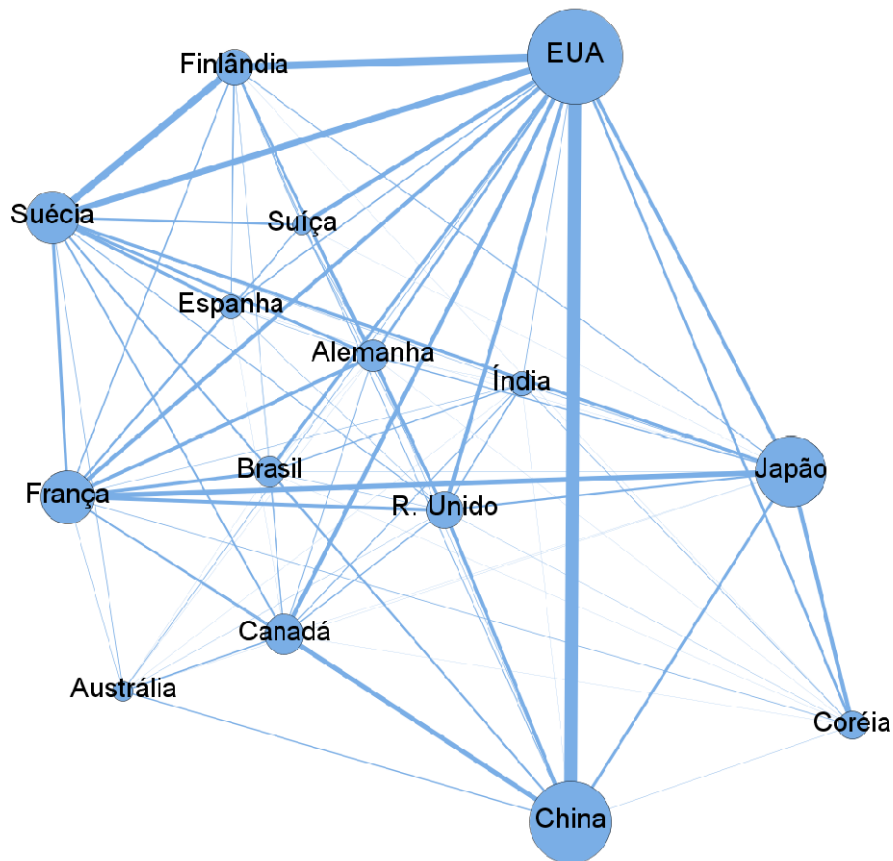 EUA
Finlândia
Suécia
Suíça
Espanha
Alemanha
Índia
Brasil
Japão
França
R. Unido
Canadá
Austrália
Coréia
China